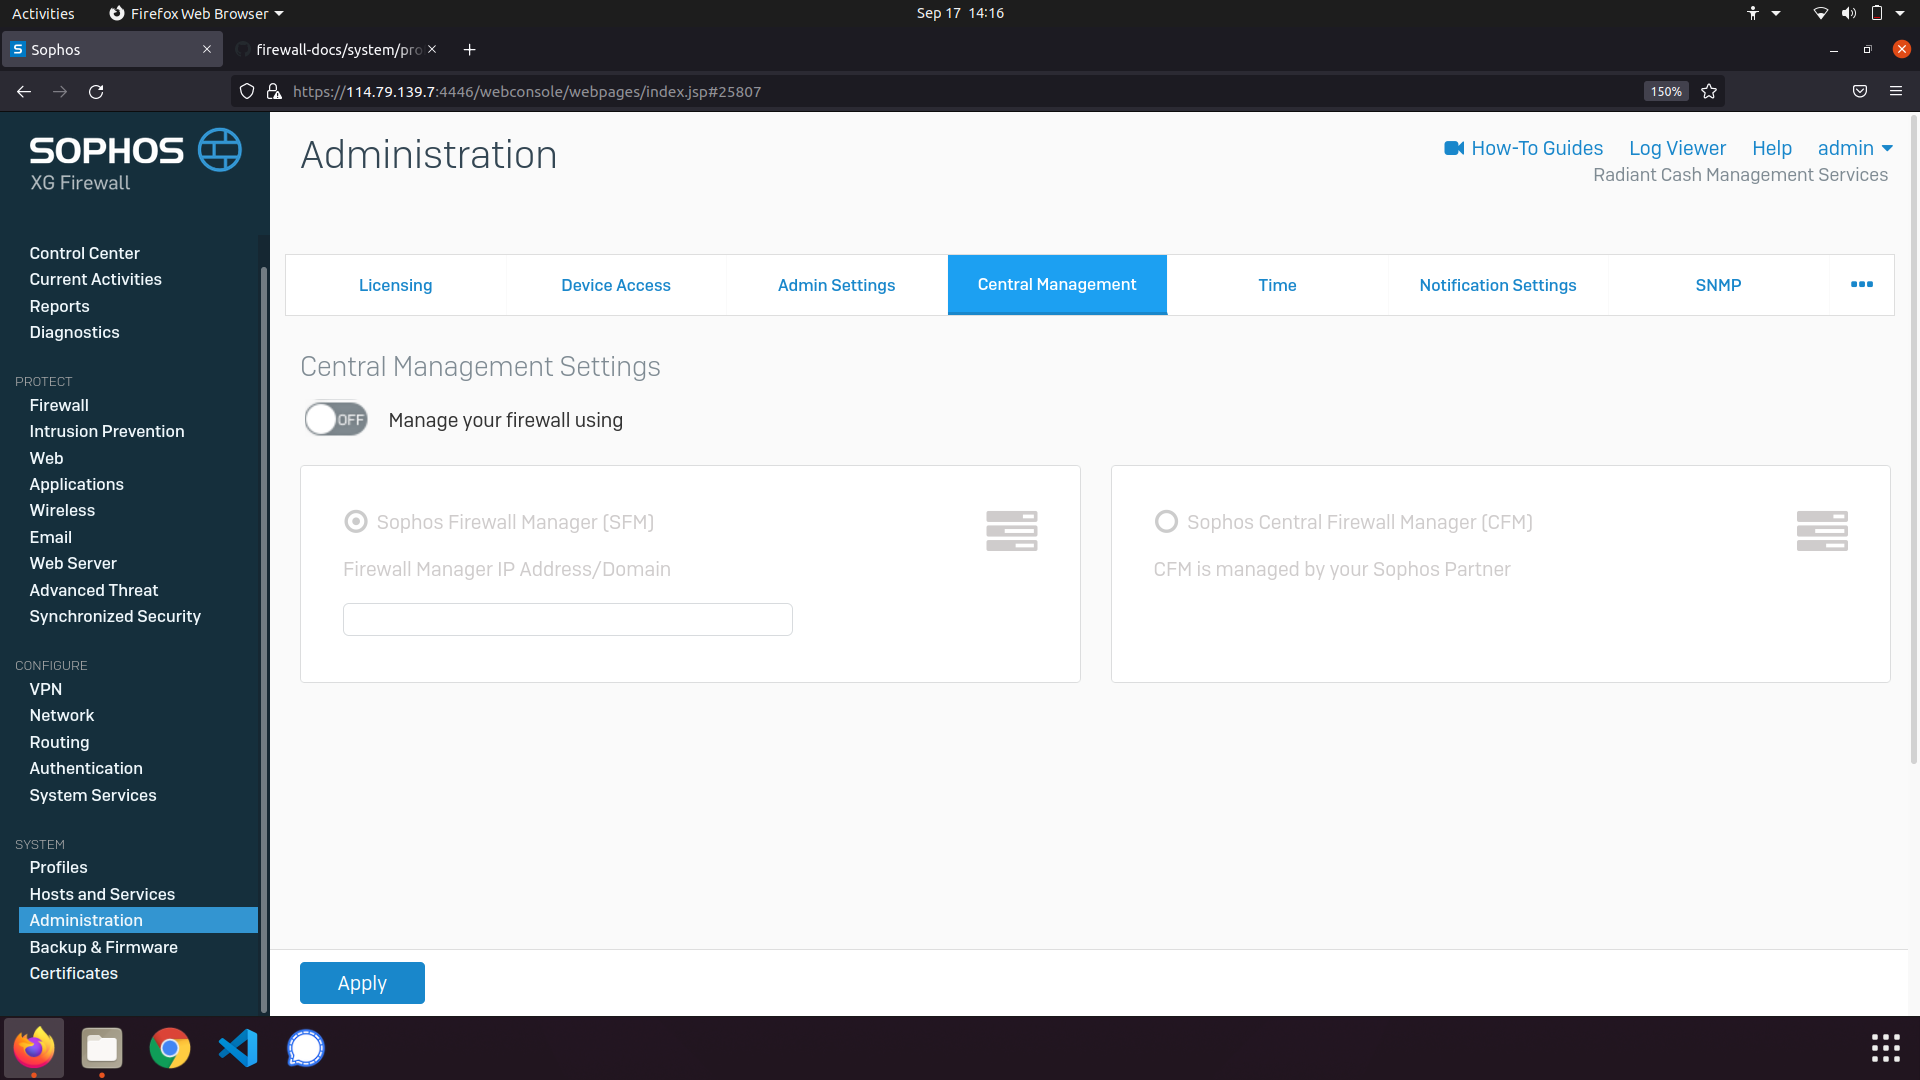 Activities
Firefox Web Browser
Sep 17 14:16
Sophos
firewall-docs/system/pro
https://114.79.139.7:4446/webconsole/webpages/index.jsp#25807
150%
SOPHOS
XG Firewall
Administration
How-To Guides
Log Viewer
Help
admin
Radiant Cash Management Services
Control Center
Current Activities
Reports
Diagnostics
PROTECT
Firewall
Intrusion Prevention
Web
Applications
Wireless
Email
Web Server
Advanced Threat
Synchronized Security
CONFIGURE
VPN
Network
Routing
Authentication
System Services
SYSTEM
Profiles
Hosts and Services
Administration
Backup & Firmware
Certificates
Licensing
Device Access
Admin Settings
Central Management
Time
Notification Settings
SNMP
Central Management Settings
OFF
Manage your firewall using
Sophos Firewall Manager (SFM)
Firewall Manager IP Address/Domain
Sophos Central Firewall Manager (CFM)
CFM is managed by your Sophos Partner
Apply